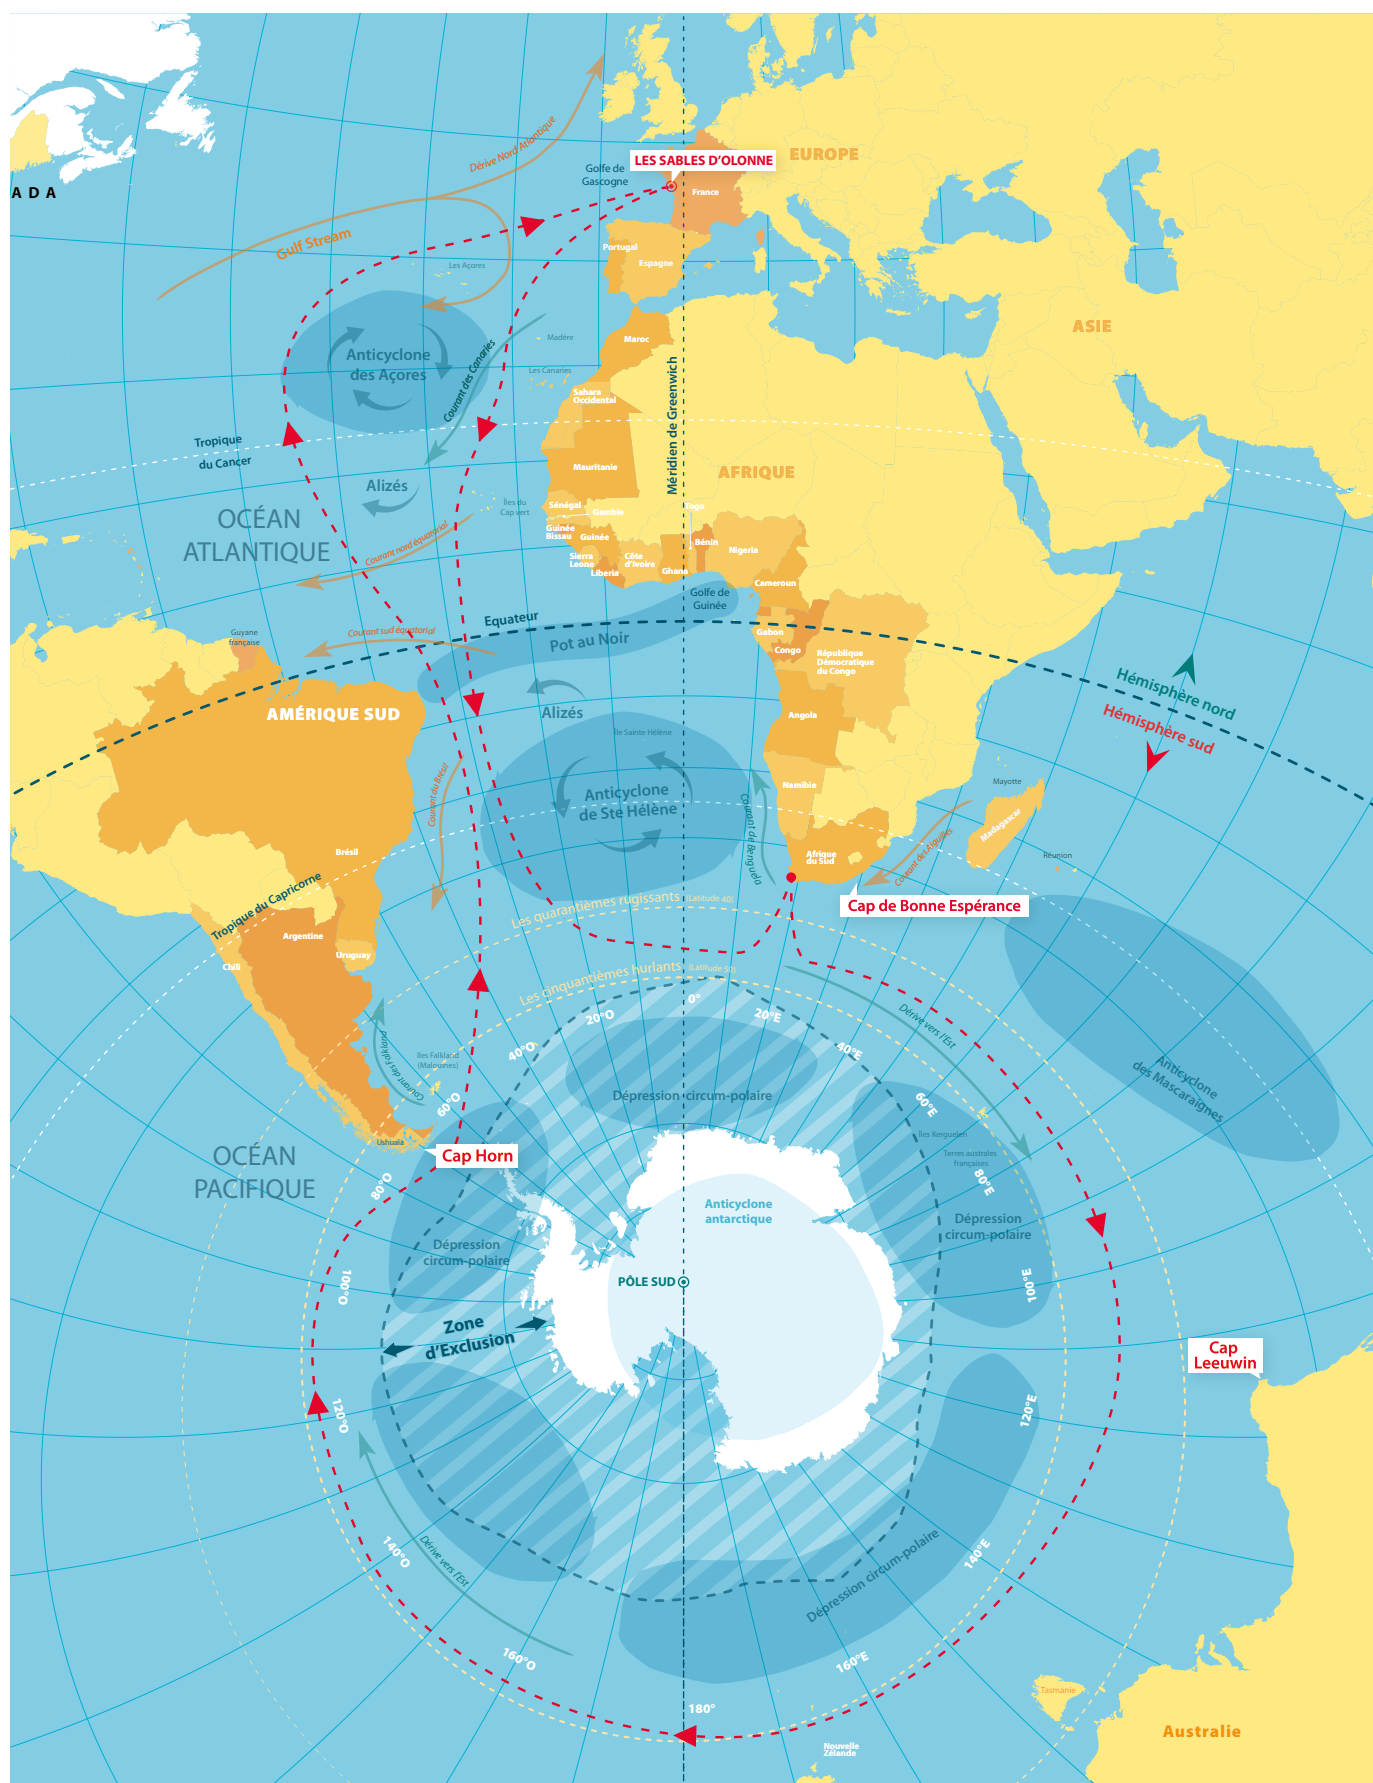 Dérive Nord Atlantique
LES SABLES D'OLONNE
EUROPE
Golfe de
Gascogne
France
ADA
Gulf Stream
Portugal
Espagne
Les Açores
ASIE
Madère
Maroc
Anticyclone
des Açores
Courant des Canaries
Les Canaries
Sahara
Occidental
Méridien de Greenwich
Tropique
du Cancer
Mauritanie
AFRIQUE
Alizés
Îles du
Cap vert
Sénégal
Gambie
Togo
OCÉAN
ATLANTIQUE
Guinée
Bissau
Guinée
Bénin
Nigeria
Courant nord équatorial
Sierra
Leone
Côte
d'Ivoire
Liberia
Ghana
Cameroun
Golfe de
Guinée
Equateur
Guyane
française
Courant sud équatorial
Pot au Noir
Gabon
Congo
République
Démocratique
du Congo
Hémisphère nord
Hémisphère sud
AMÉRIQUE SUD
Alizés
Angola
Île Sainte Hélène
Courant du Brésil
Anticyclone
de Ste Hélène
Courant de Benguela
Namibie
Mayotte
Madagascar
Brésil
Afrique
du Sud
Courant des Aiguilles
Réunion
Tropique du Capricorne
Les quarantièmes rugissants (Latitude 40)
Cap de Bonne Espérance
Argentine
Uruguay
Chili
Les cinquantièmes hurlants (Latitude 50)
0°
20°O
20°E
Dérive vers l'Est
40°O
40°E
Courant des Falkland
Iles Falkland
(Malouines)
Anticyclone
des Mascaraignes
Dépression circum-polaire
60°O
60°E
Ushuaïa
Îles Kerguelen
Terres australes
françaises
OCÉAN
PACIFIQUE
Cap Horn
80°O
80°E
Anticyclone
antarctique
Dépression
circum-polaire
Dépression
circum-polaire
PÔLE SUD
100°O
100°E
Zone
d'Exclusion
Cap
Leeuwin
120°O
120°E
140°O
Dérive vers l'Est
Dépression circum-polaire
140°E
160°O
160°E
Tasmanie
180°
Australie
Nouvelle
Zélande